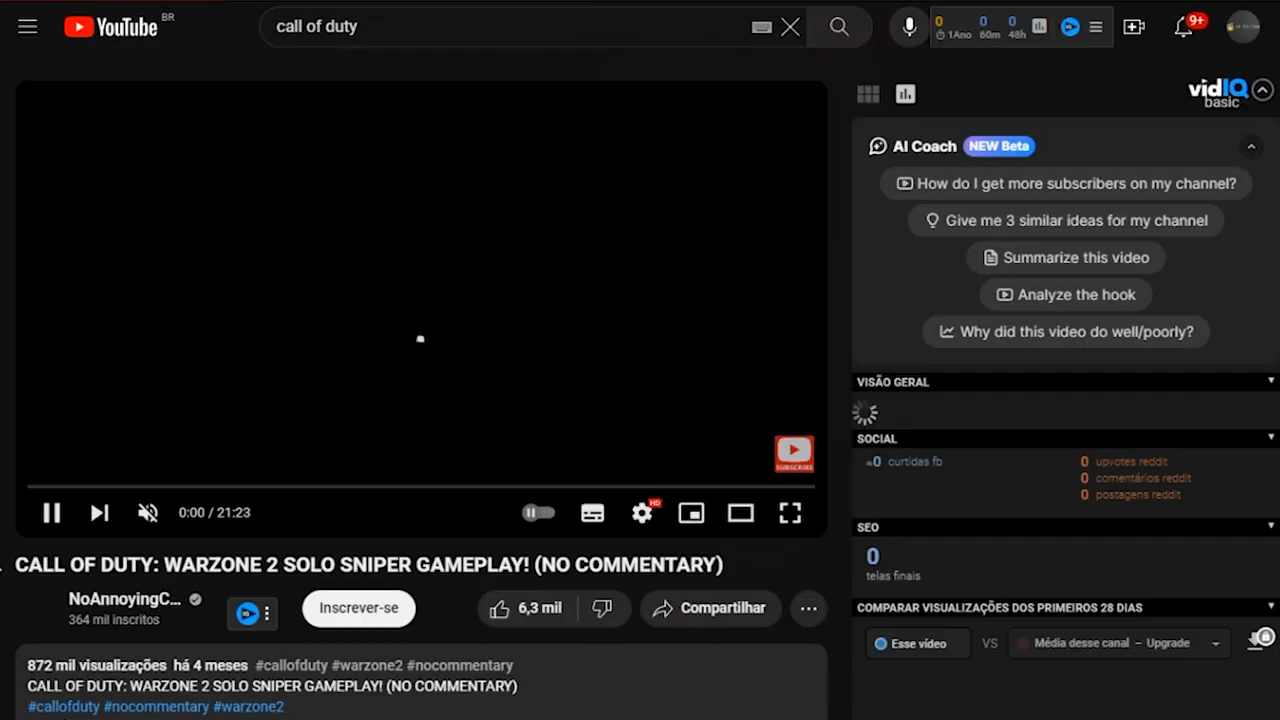 YouTube BR
call of duty
0 0 0
1Ano 60m 48h
9+
vidIQ
basic
AI Coach NEW Beta
How do I get more subscribers on my channel?
Give me 3 similar ideas for my channel
Summarize this video
Analyze the hook
Why did this video do well/poorly?
VISÃO GERAL
SOCIAL
0 curtidas fb
0 upvotes reddit
0 comentários reddit
0 postagens reddit
SEO
0
telas finais
COMPARAR VISUALIZAÇÕES DOS PRIMEIROS 28 DIAS
Esse vídeo VS Média desse canal – Upgrade
SUBSCRIBE
0:00 / 21:23
HD
CALL OF DUTY: WARZONE 2 SOLO SNIPER GAMEPLAY! (NO COMMENTARY)
NoAnnoyingC...
364 mil inscritos
Inscrever-se
6,3 mil
Compartilhar
872 mil visualizações há 4 meses #callofduty #warzone2 #nocommentary
CALL OF DUTY: WARZONE 2 SOLO SNIPER GAMEPLAY! (NO COMMENTARY)
#callofduty #nocommentary #warzone2